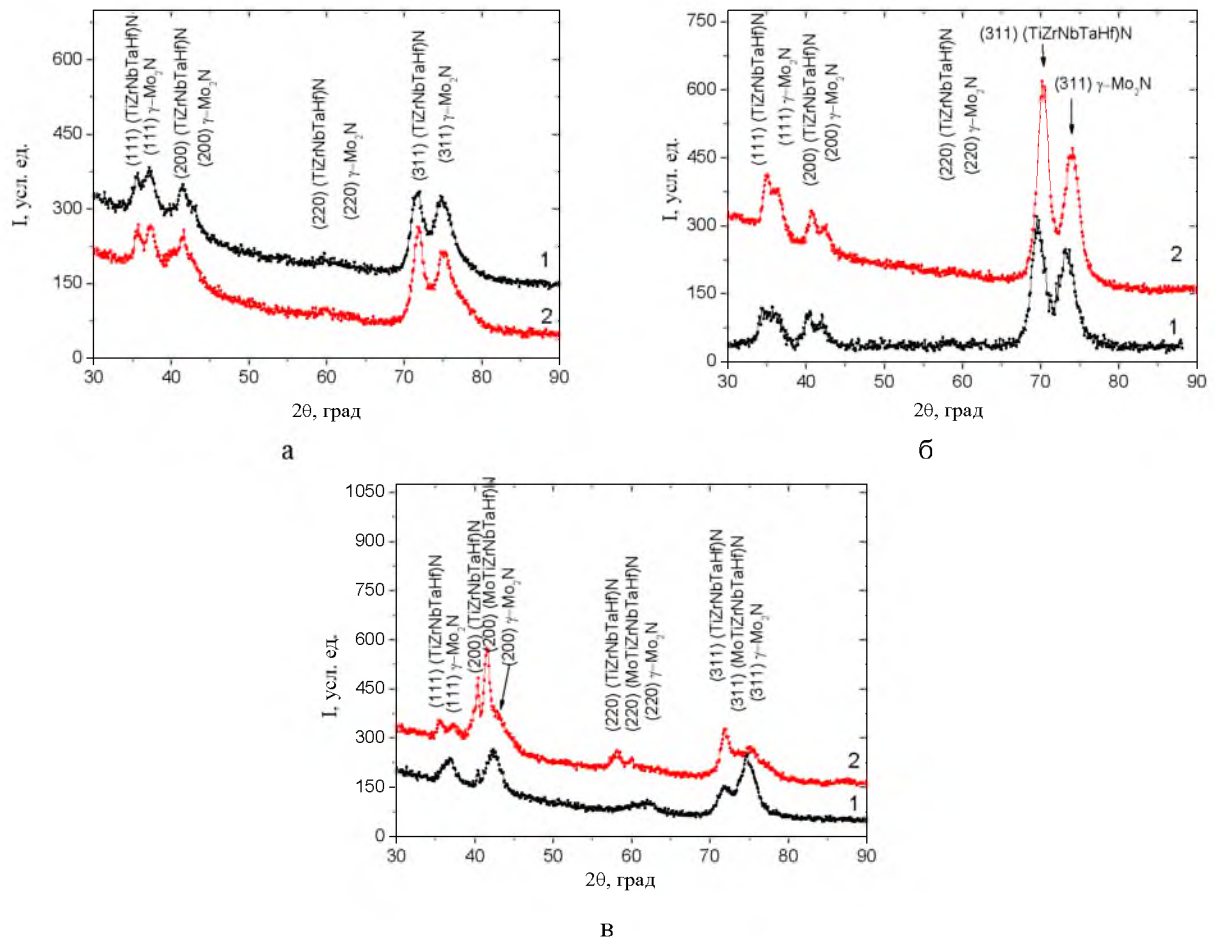 600
450
300
150
0
I, усл. ед.
(111) (TiZrNbTaHf)N
(111) γ–Mo₂N
(200) (TiZrNbTaHf)N
(200) γ–Mo₂N
(220) (TiZrNbTaHf)N
(220) γ–Mo₂N
(311) (TiZrNbTaHf)N
(311) γ–Mo₂N
1
2
30 40 50 60 70 80 90
2θ, град
а
750
600
450
300
150
0
I, усл. ед.
(111) (TiZrNbTaHf)N
(111) γ–Mo₂N
(200) (TiZrNbTaHf)N
(200) γ–Mo₂N
(220) (TiZrNbTaHf)N
(220) γ–Mo₂N
(311) (TiZrNbTaHf)N
(311) γ–Mo₂N
2
1
30 40 50 60 70 80 90
2θ, град
б
1050
900
750
600
450
300
150
0
I, усл. ед.
(111) (TiZrNbTaHf)N
(111) γ–Mo₂N
(200) (TiZrNbTaHf)N
(200) (MoTiZrNbTaHf)N
(200) γ–Mo₂N
(220) (TiZrNbTaHf)N
(220) (MoTiZrNbTaHf)N
(220) γ–Mo₂N
(311) (TiZrNbTaHf)N
(311) (MoTiZrNbTaHf)N
(311) γ–Mo₂N
2
1
30 40 50 60 70 80 90
2θ, град
в